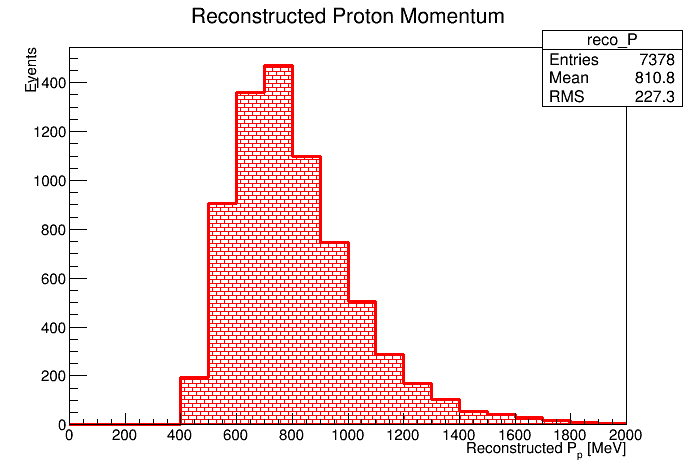 Reconstructed Proton Momentum
reco_P
Entries 7378
Mean 810.8
RMS 227.3
Events
1400
1200
1000
800
600
400
200
0
0 200 400 600 800 1000 1200 1400 1600 1800 2000
Reconstructed Pp [MeV]